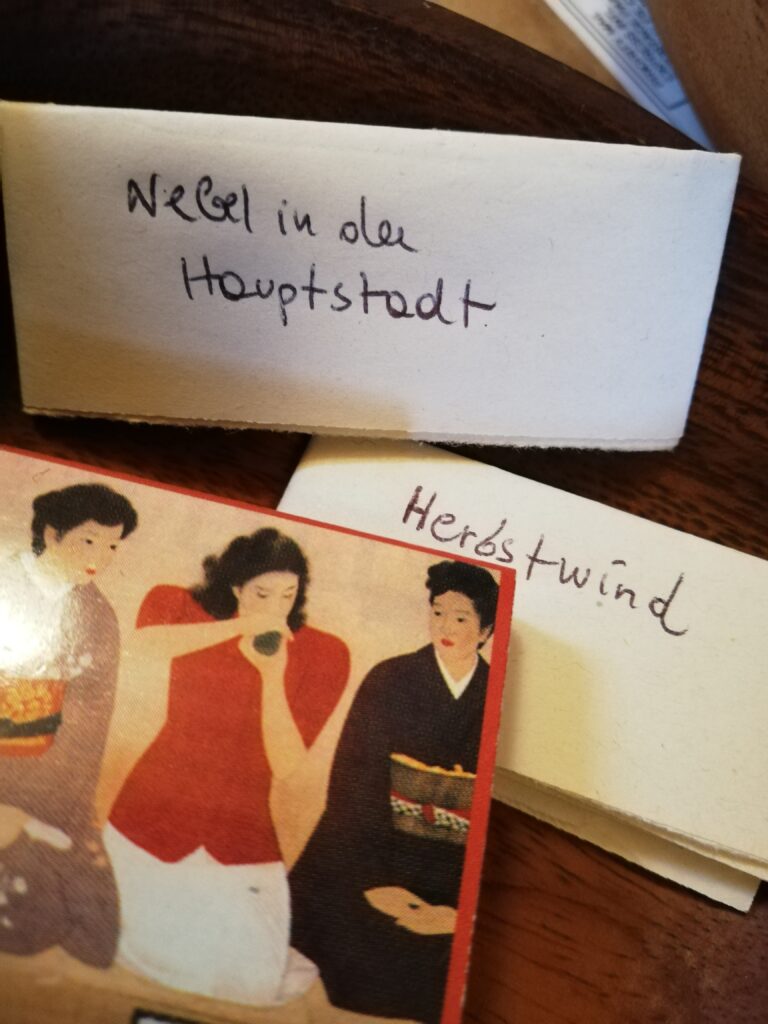 Nebel in der
Hauptstadt
Herbstwind